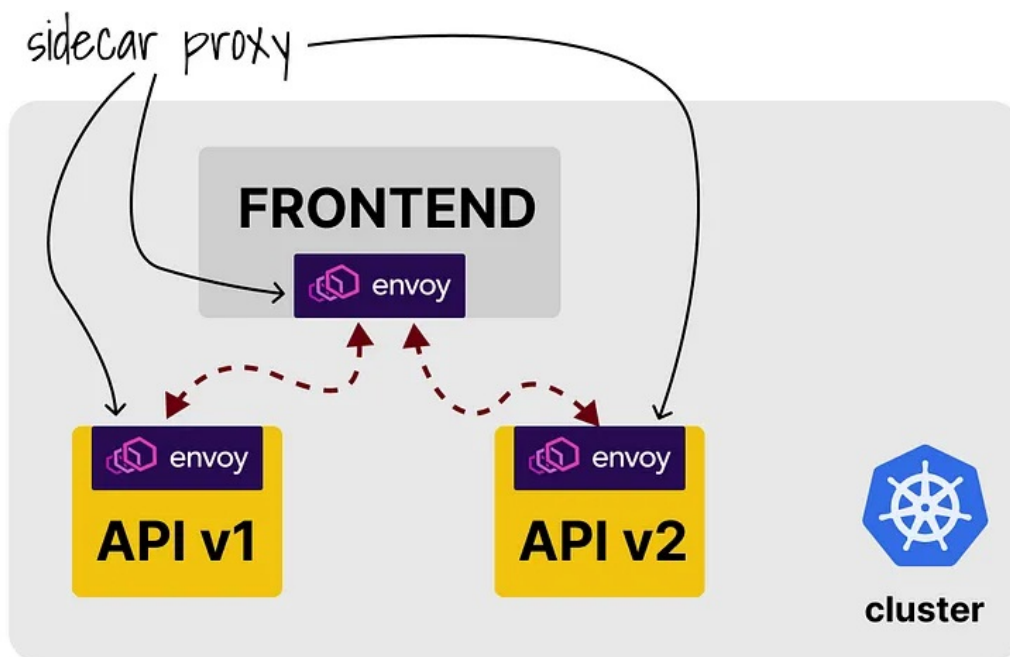 sidecar proxy
FRONTEND
envoy
envoy
envoy
API v1
API v2
cluster